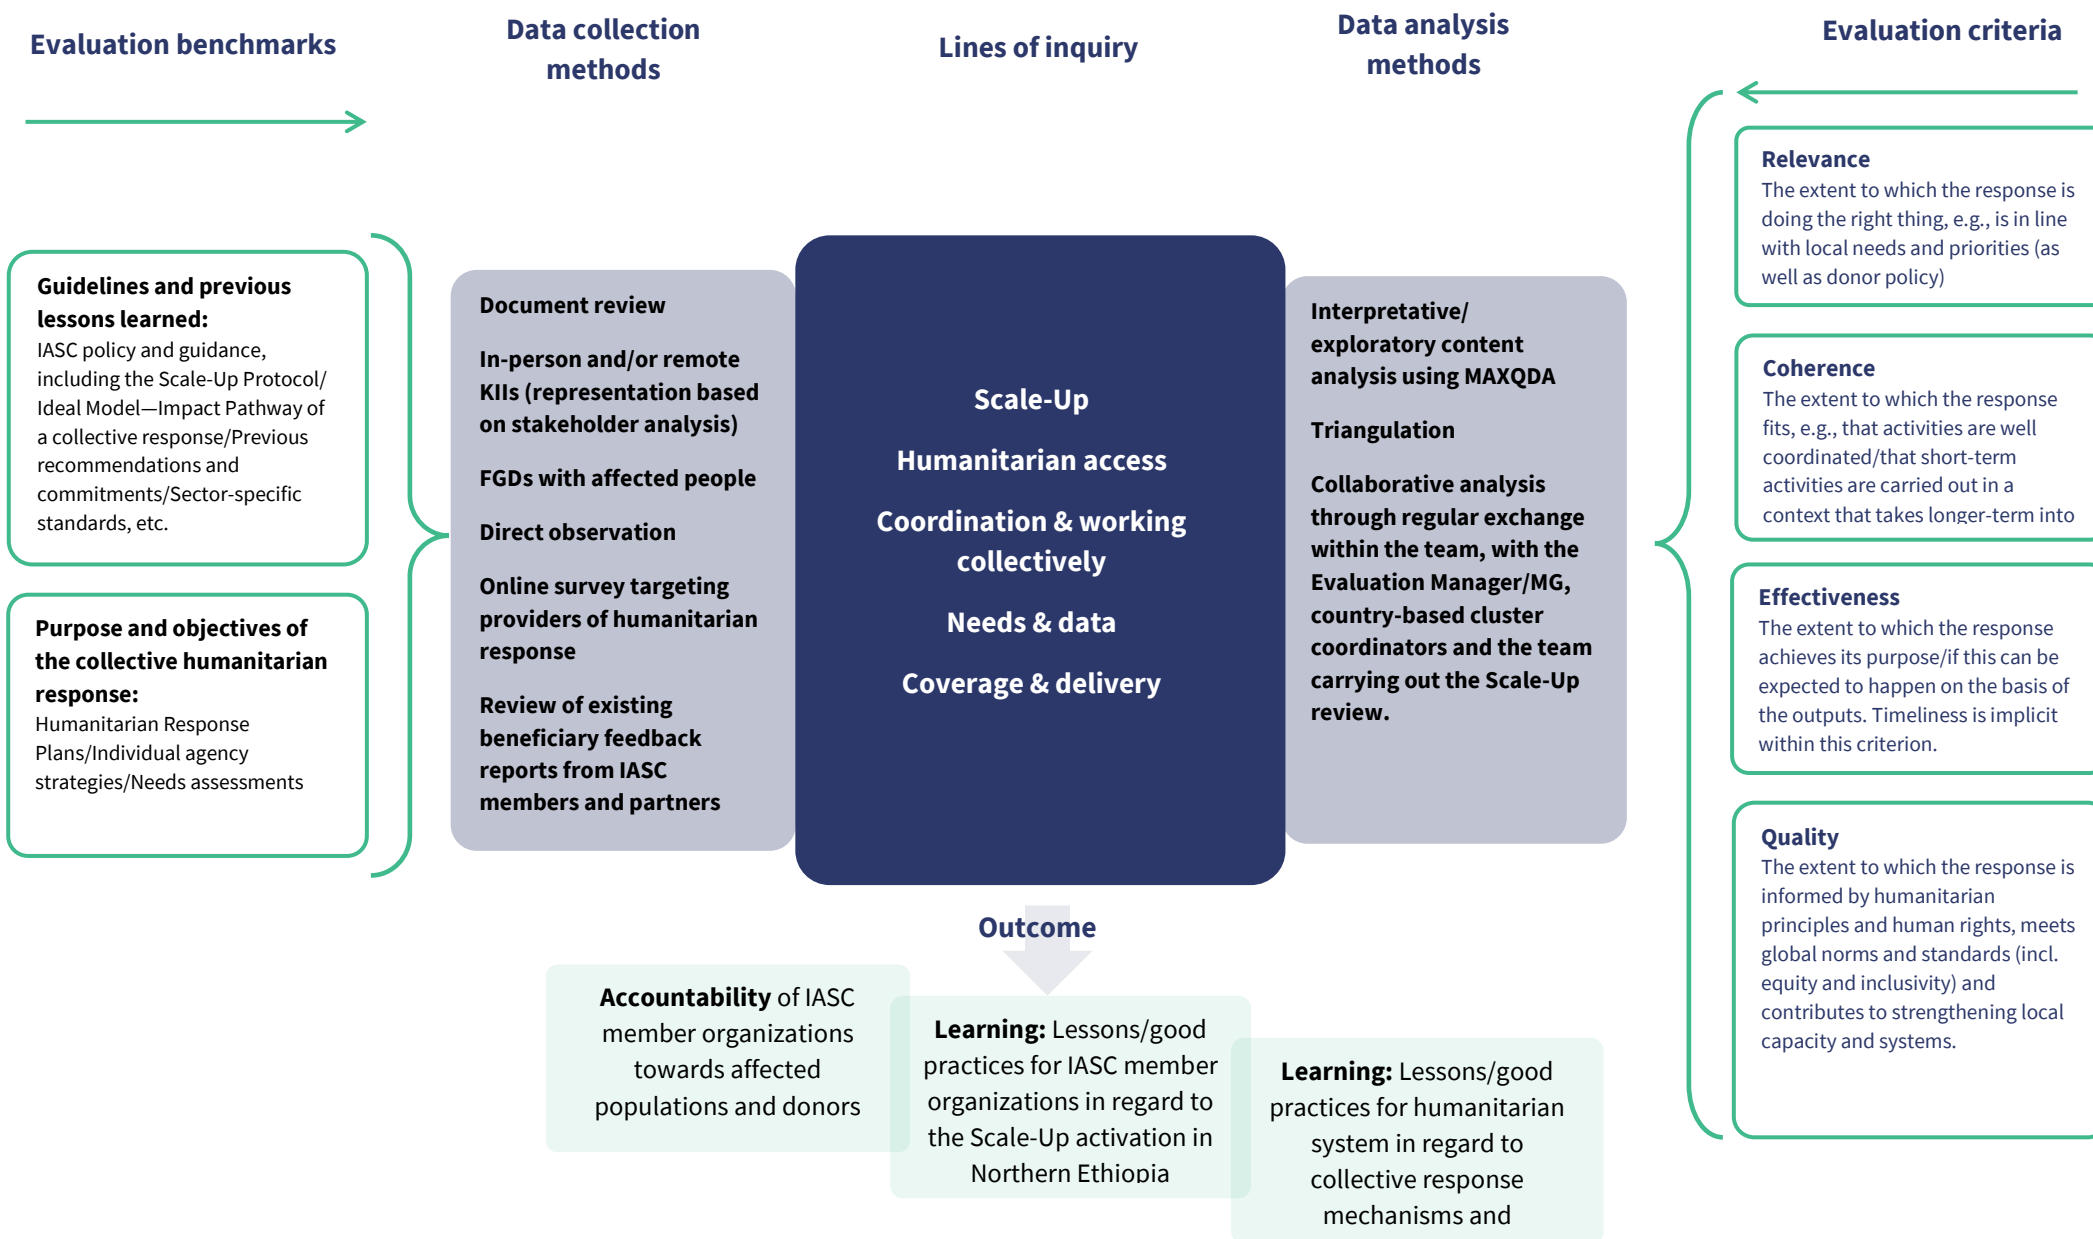 Evaluation benchmarks
Data collection
methods
Lines of inquiry
Data analysis
methods
Evaluation criteria
Guidelines and previous
lessons learned:
IASC policy and guidance,
including the Scale-Up Protocol/
Ideal Model—Impact Pathway of
a collective response/Previous
recommendations and
commitments/Sector-specific
standards, etc.
Purpose and objectives of
the collective humanitarian
response:
Humanitarian Response
Plans/Individual agency
strategies/Needs assessments
Document review
In-person and/or remote
KIIs (representation based
on stakeholder analysis)
FGDs with affected people
Direct observation
Online survey targeting
providers of humanitarian
response
Review of existing
beneficiary feedback
reports from IASC
members and partners
Scale-Up
Humanitarian access
Coordination & working
collectively
Needs & data
Coverage & delivery
Interpretative/
exploratory content
analysis using MAXQDA
Triangulation
Collaborative analysis
through regular exchange
within the team, with the
Evaluation Manager/MG,
country-based cluster
coordinators and the team
carrying out the Scale-Up
review.
Relevance
The extent to which the response is
doing the right thing, e.g., is in line
with local needs and priorities (as
well as donor policy)
Coherence
The extent to which the response
fits, e.g., that activities are well
coordinated/that short-term
activities are carried out in a
context that takes longer-term into
Effectiveness
The extent to which the response
achieves its purpose/if this can be
expected to happen on the basis of
the outputs. Timeliness is implicit
within this criterion.
Quality
The extent to which the response is
informed by humanitarian
principles and human rights, meets
global norms and standards (incl.
equity and inclusivity) and
contributes to strengthening local
capacity and systems.
Outcome
Accountability of IASC
member organizations
towards affected
populations and donors
Learning: Lessons/good
practices for IASC member
organizations in regard to
the Scale-Up activation in
Northern Ethiopia
Learning: Lessons/good
practices for humanitarian
system in regard to
collective response
mechanisms and